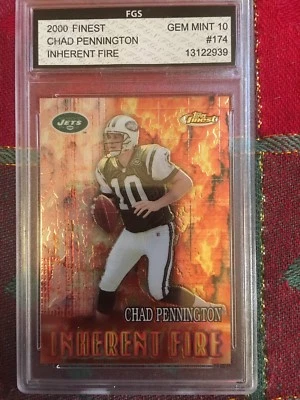 FGS
2000 FINEST GEM MINT 10
CHAD PENNINGTON #174
INHERENT FIRE 13122939
JETS
Topps Finest
10
CHAD PENNINGTON
INHERENT FIRE